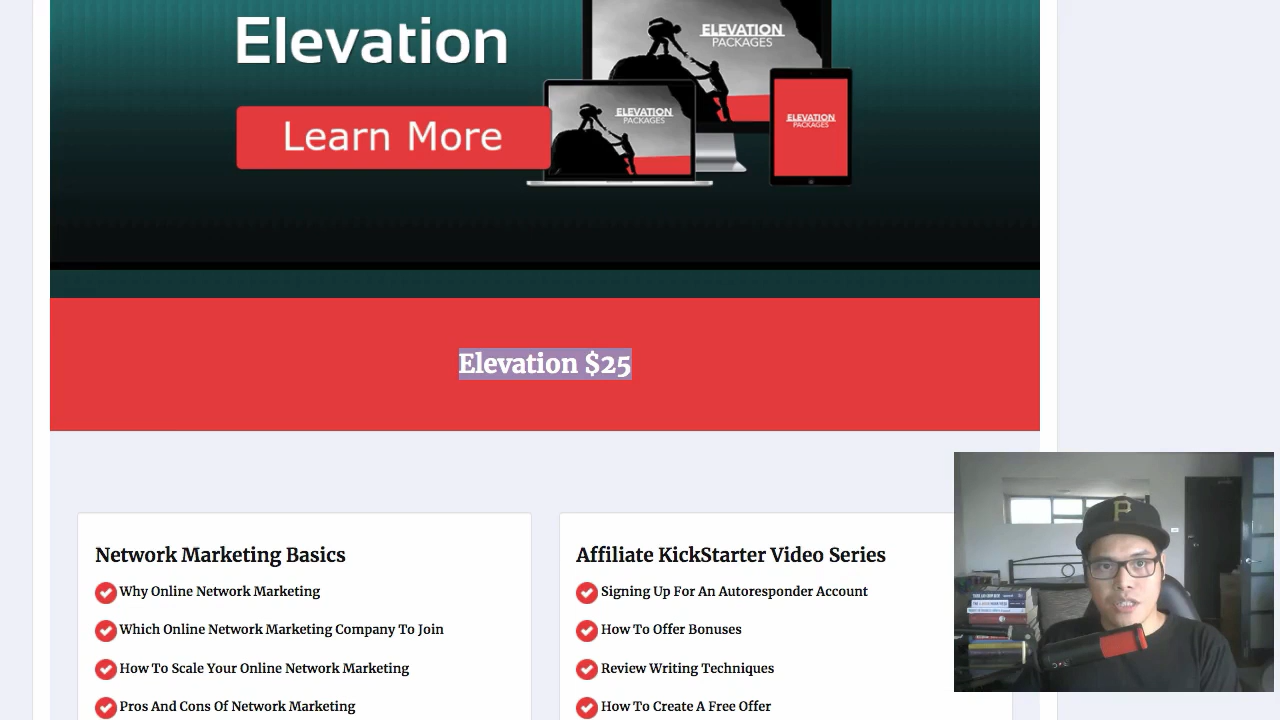 Elevation
Learn More
ELEVATION
PACKAGES
ELEVATION
PACKAGES
ELEVATION
PACKAGES
Elevation $25
Network Marketing Basics
Why Online Network Marketing
Which Online Network Marketing Company To Join
How To Scale Your Online Network Marketing
Pros And Cons Of Network Marketing
Affiliate KickStarter Video Series
Signing Up For An Autoresponder Account
How To Offer Bonuses
Review Writing Techniques
How To Create A Free Offer
P